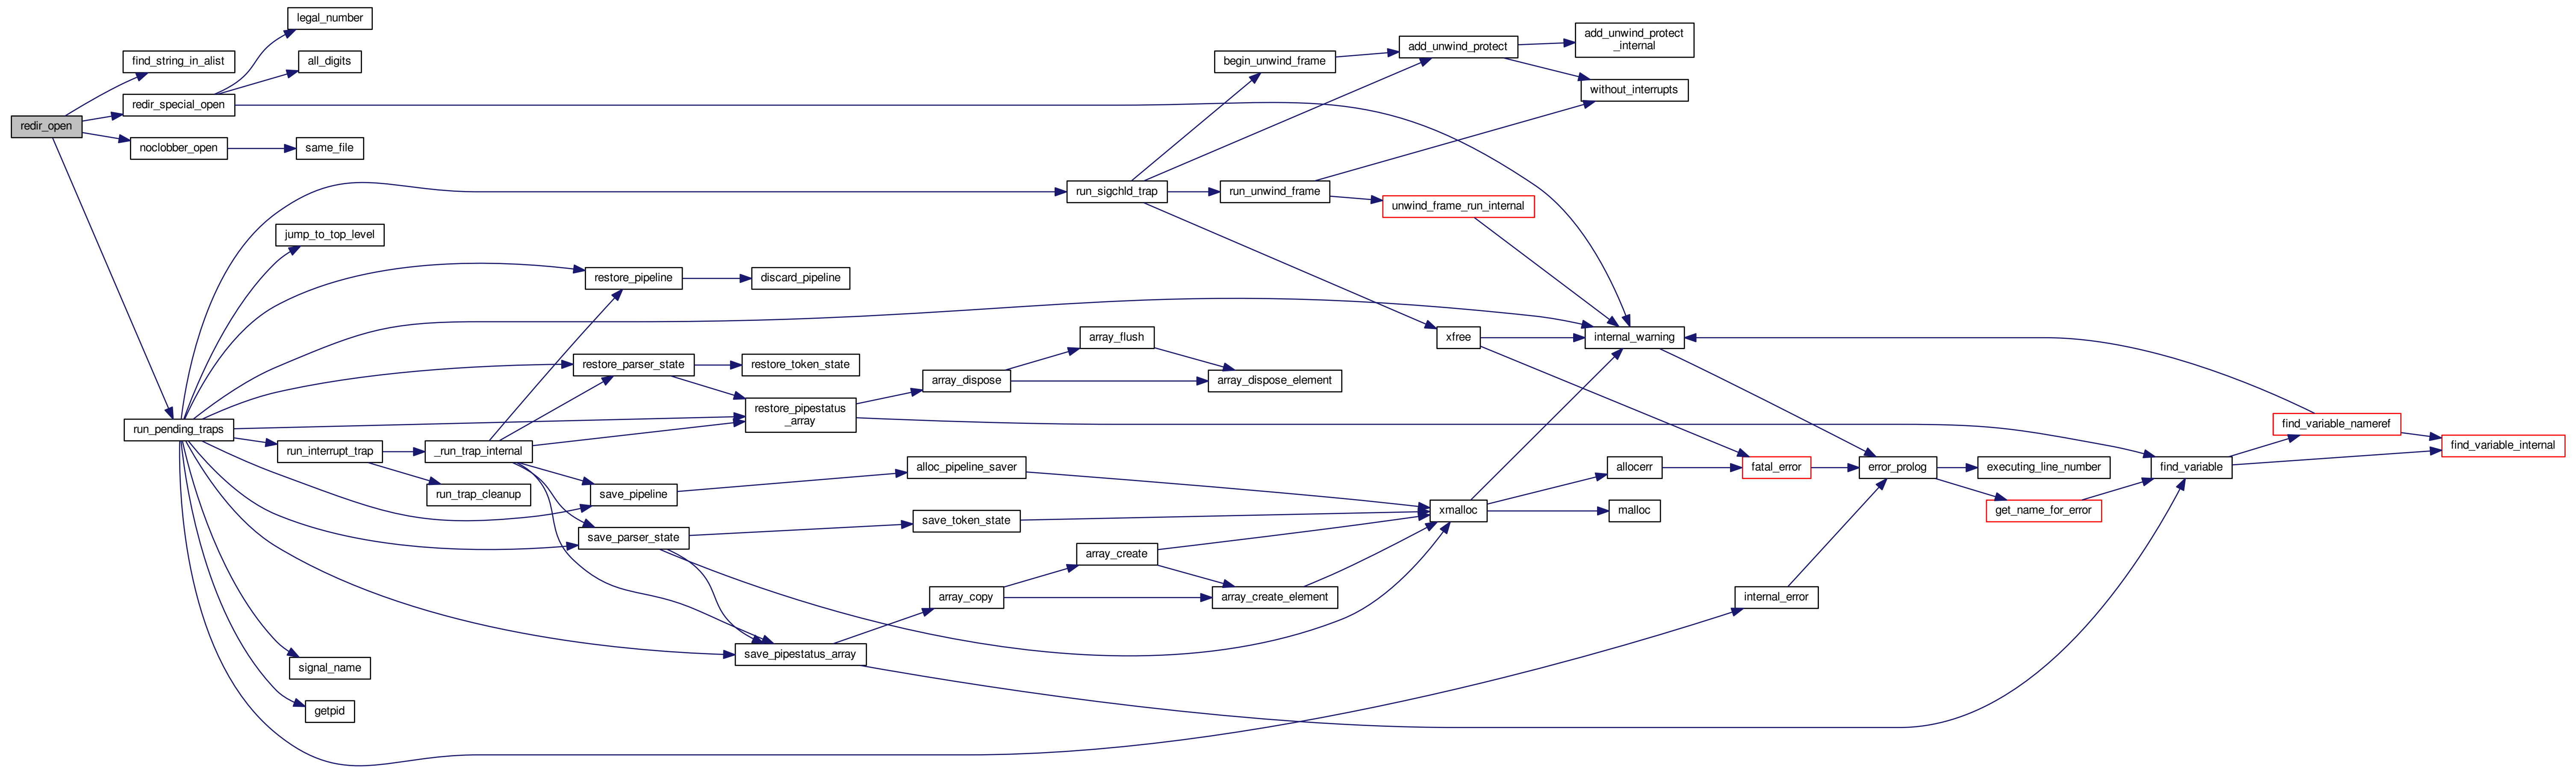 legal_number
add_unwind_protect
_internal
add_unwind_protect
find_string_in_alist
all_digits
begin_unwind_frame
without_interrupts
redir_special_open
redir_open
noclobber_open
same_file
run_sigchld_trap
run_unwind_frame
unwind_frame_run_internal
jump_to_top_level
restore_pipeline
discard_pipeline
array_flush
xfree
internal_warning
restore_parser_state
restore_token_state
array_dispose
array_dispose_element
restore_pipestatus
_array
find_variable_nameref
run_pending_traps
run_interrupt_trap
_run_trap_internal
find_variable_internal
alloc_pipeline_saver
allocerr
fatal_error
error_prolog
executing_line_number
find_variable
run_trap_cleanup
save_pipeline
xmalloc
malloc
get_name_for_error
save_token_state
save_parser_state
array_create
array_copy
array_create_element
internal_error
save_pipestatus_array
signal_name
getpid